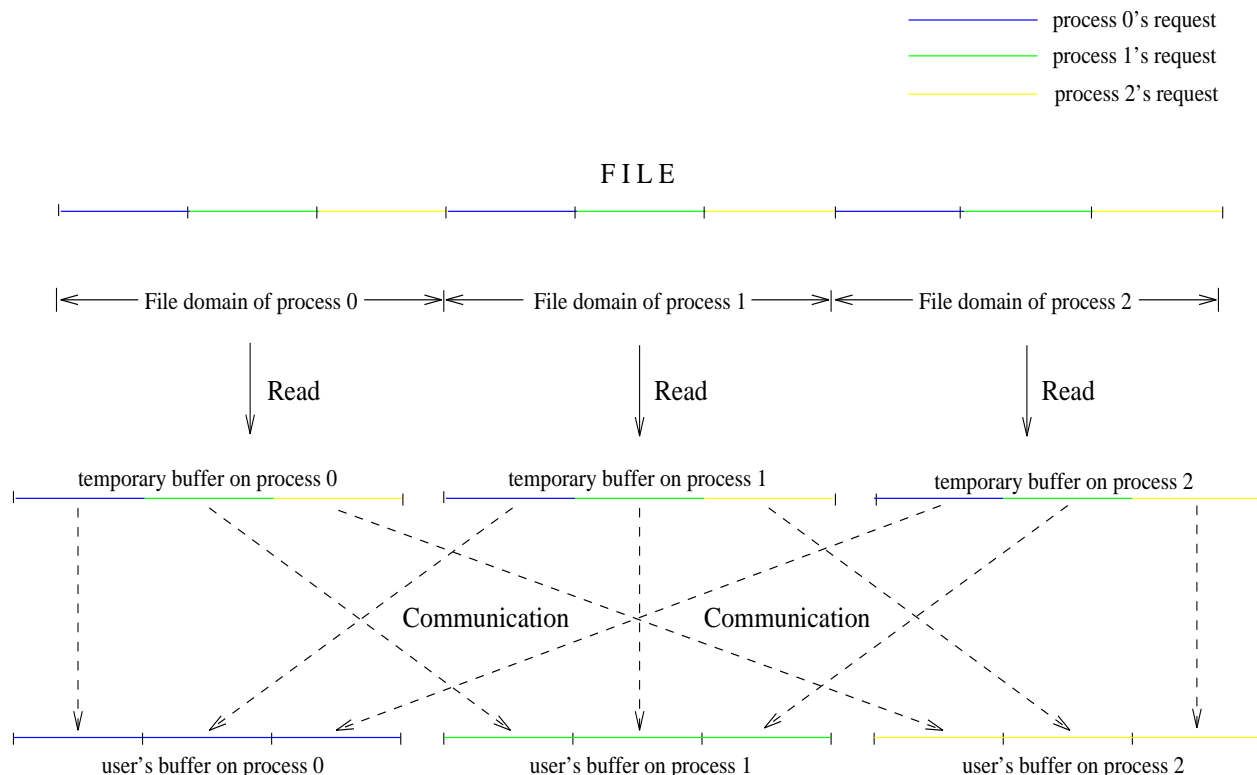 process 0's request
process 1's request
process 2's request
FILE
File domain of process 0
File domain of process 1
File domain of process 2
Read
Read
Read
temporary buffer on process 0
temporary buffer on process 1
temporary buffer on process 2
Communication
Communication
user's buffer on process 0
user's buffer on process 1
user's buffer on process 2